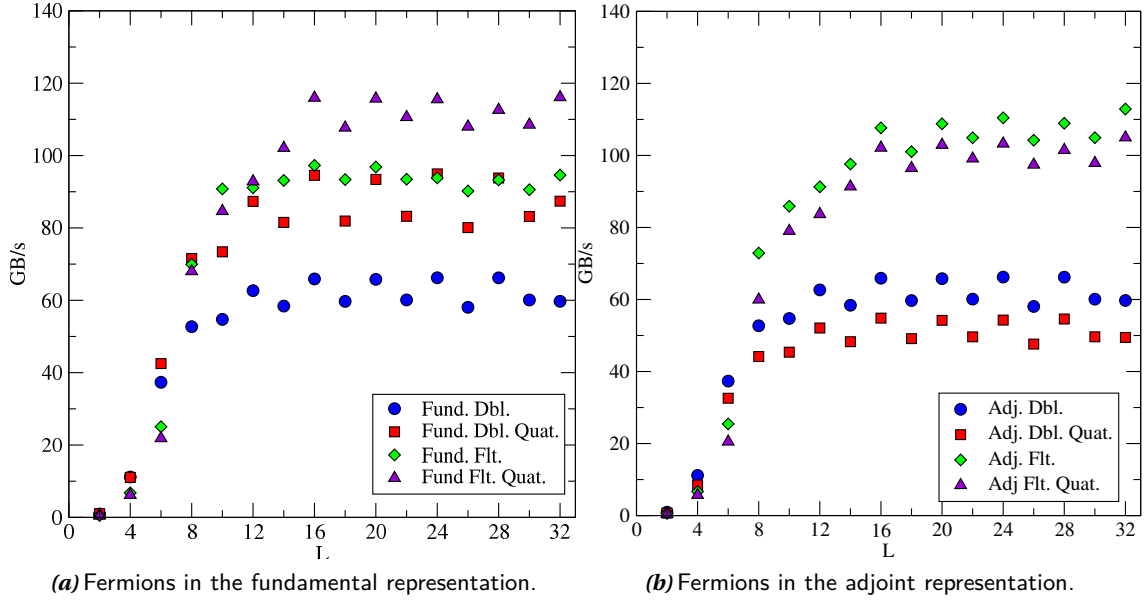 140
120
100
80
60
40
20
0
GB/s
0 4 8 12 16 20 24 28 32
L
Fund. Dbl.
Fund. Dbl. Quat.
Fund. Flt.
Fund Flt. Quat.
(a) Fermions in the fundamental representation.
140
120
100
80
60
40
20
0
GB/s
0 4 8 12 16 20 24 28 32
L
Adj. Dbl.
Adj. Dbl. Quat.
Adj. Flt.
Adj Flt. Quat.
(b) Fermions in the adjoint representation.